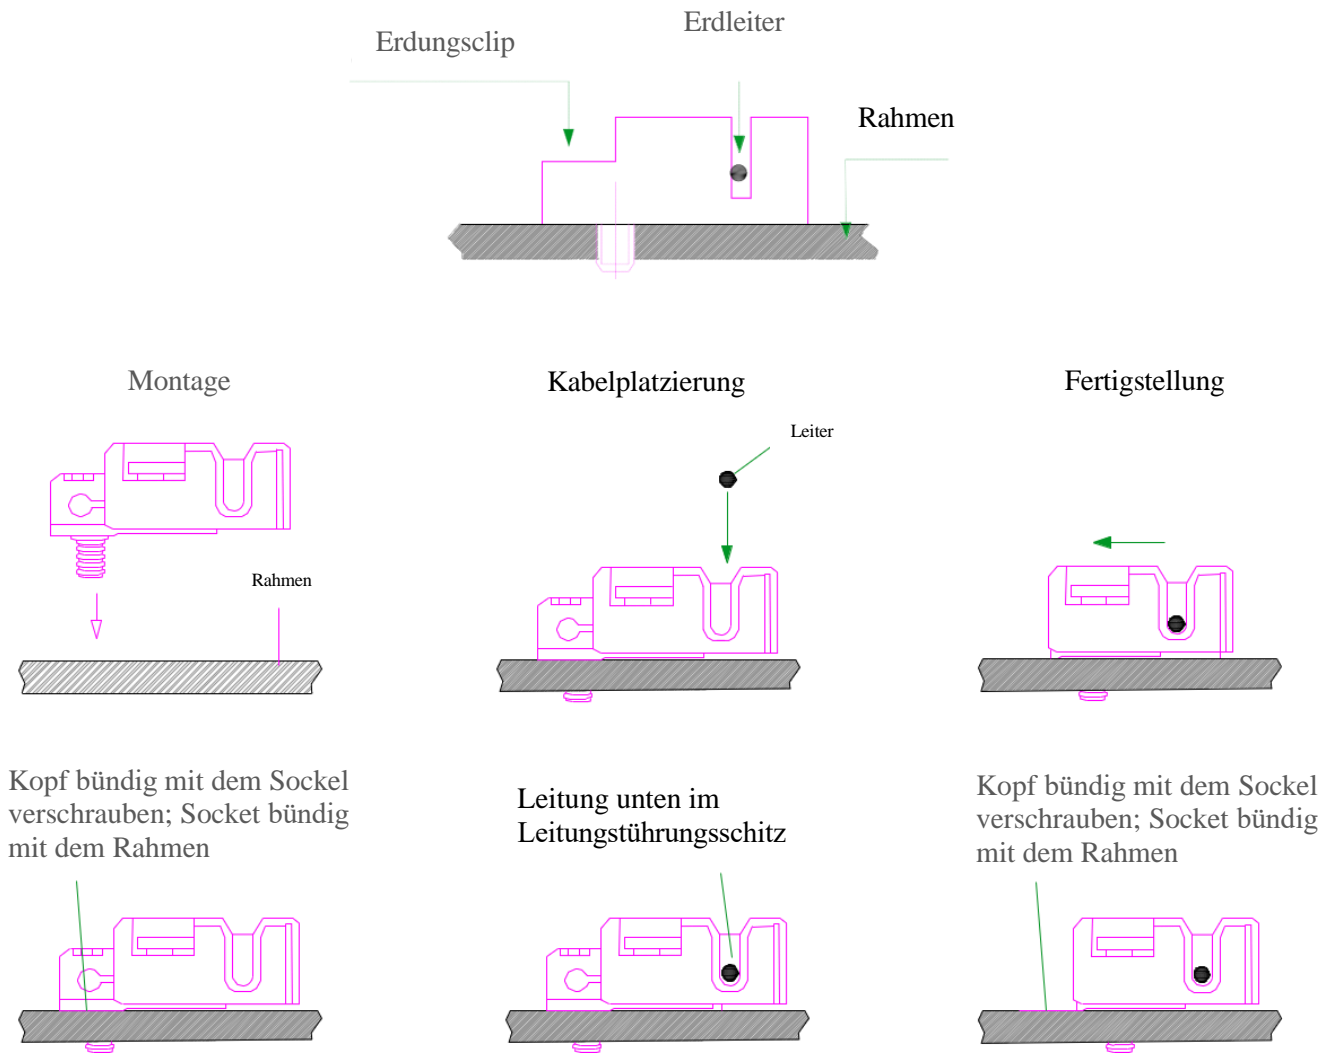 Erdungsclip
Erdleiter
Rahmen
Montage
Kabelplatzierung
Fertigstellung
Leiter
Rahmen
Kopf bündig mit dem Sockel
verschrauben; Socket bündig
mit dem Rahmen
Leitung unten im
Leitungstührungsschitz
Kopf bündig mit dem Sockel
verschrauben; Socket bündig
mit dem Rahmen